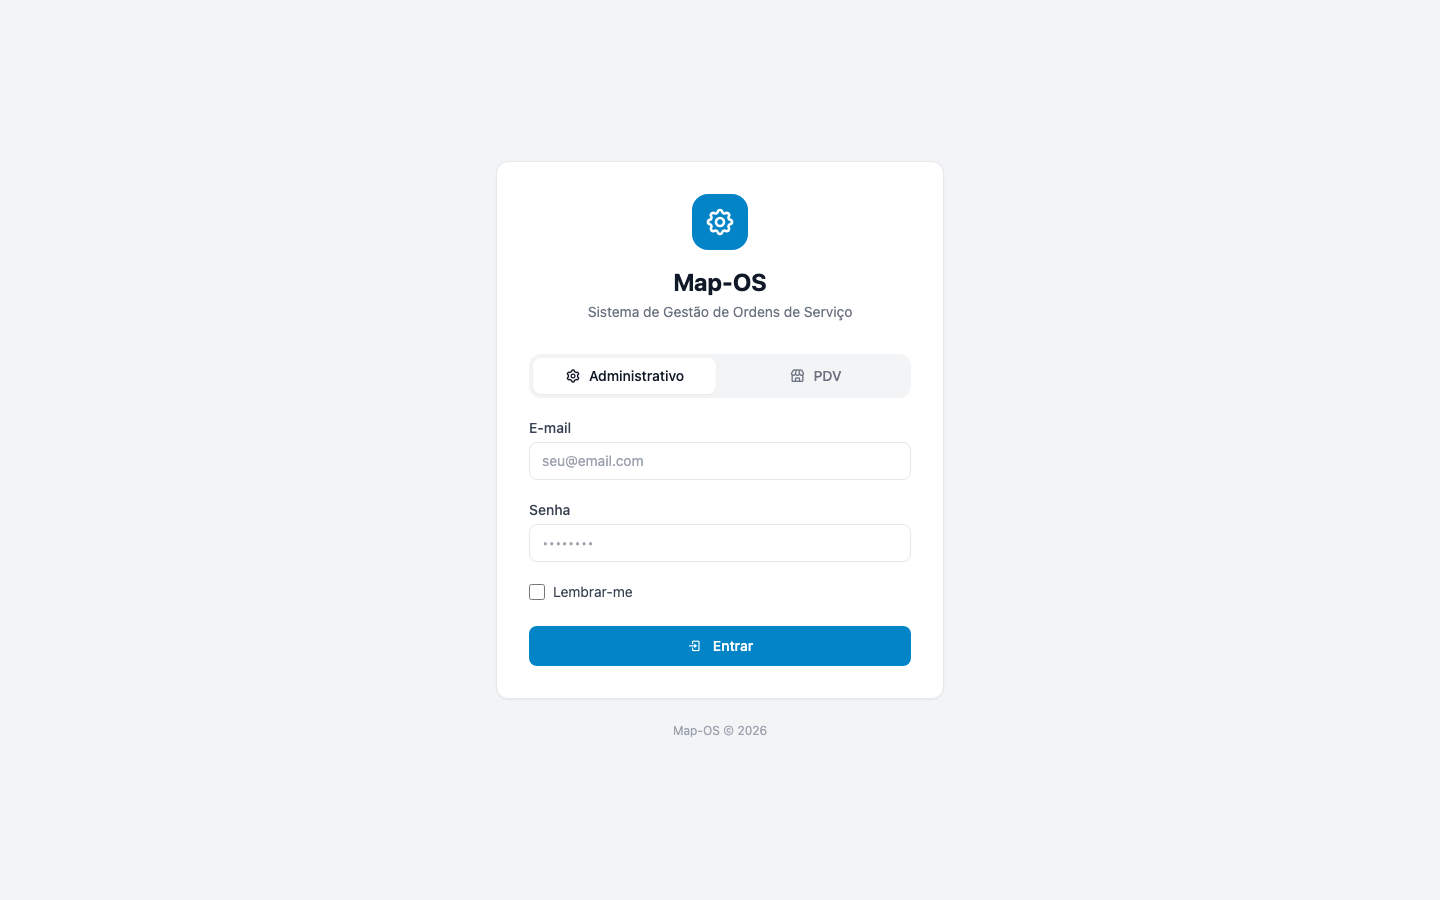 Map-OS
Sistema de Gestão de Ordens de Serviço
Administrativo
PDV
E-mail
seu@email.com
Senha
••••••••
Lembrar-me
Entrar
Map-OS © 2026